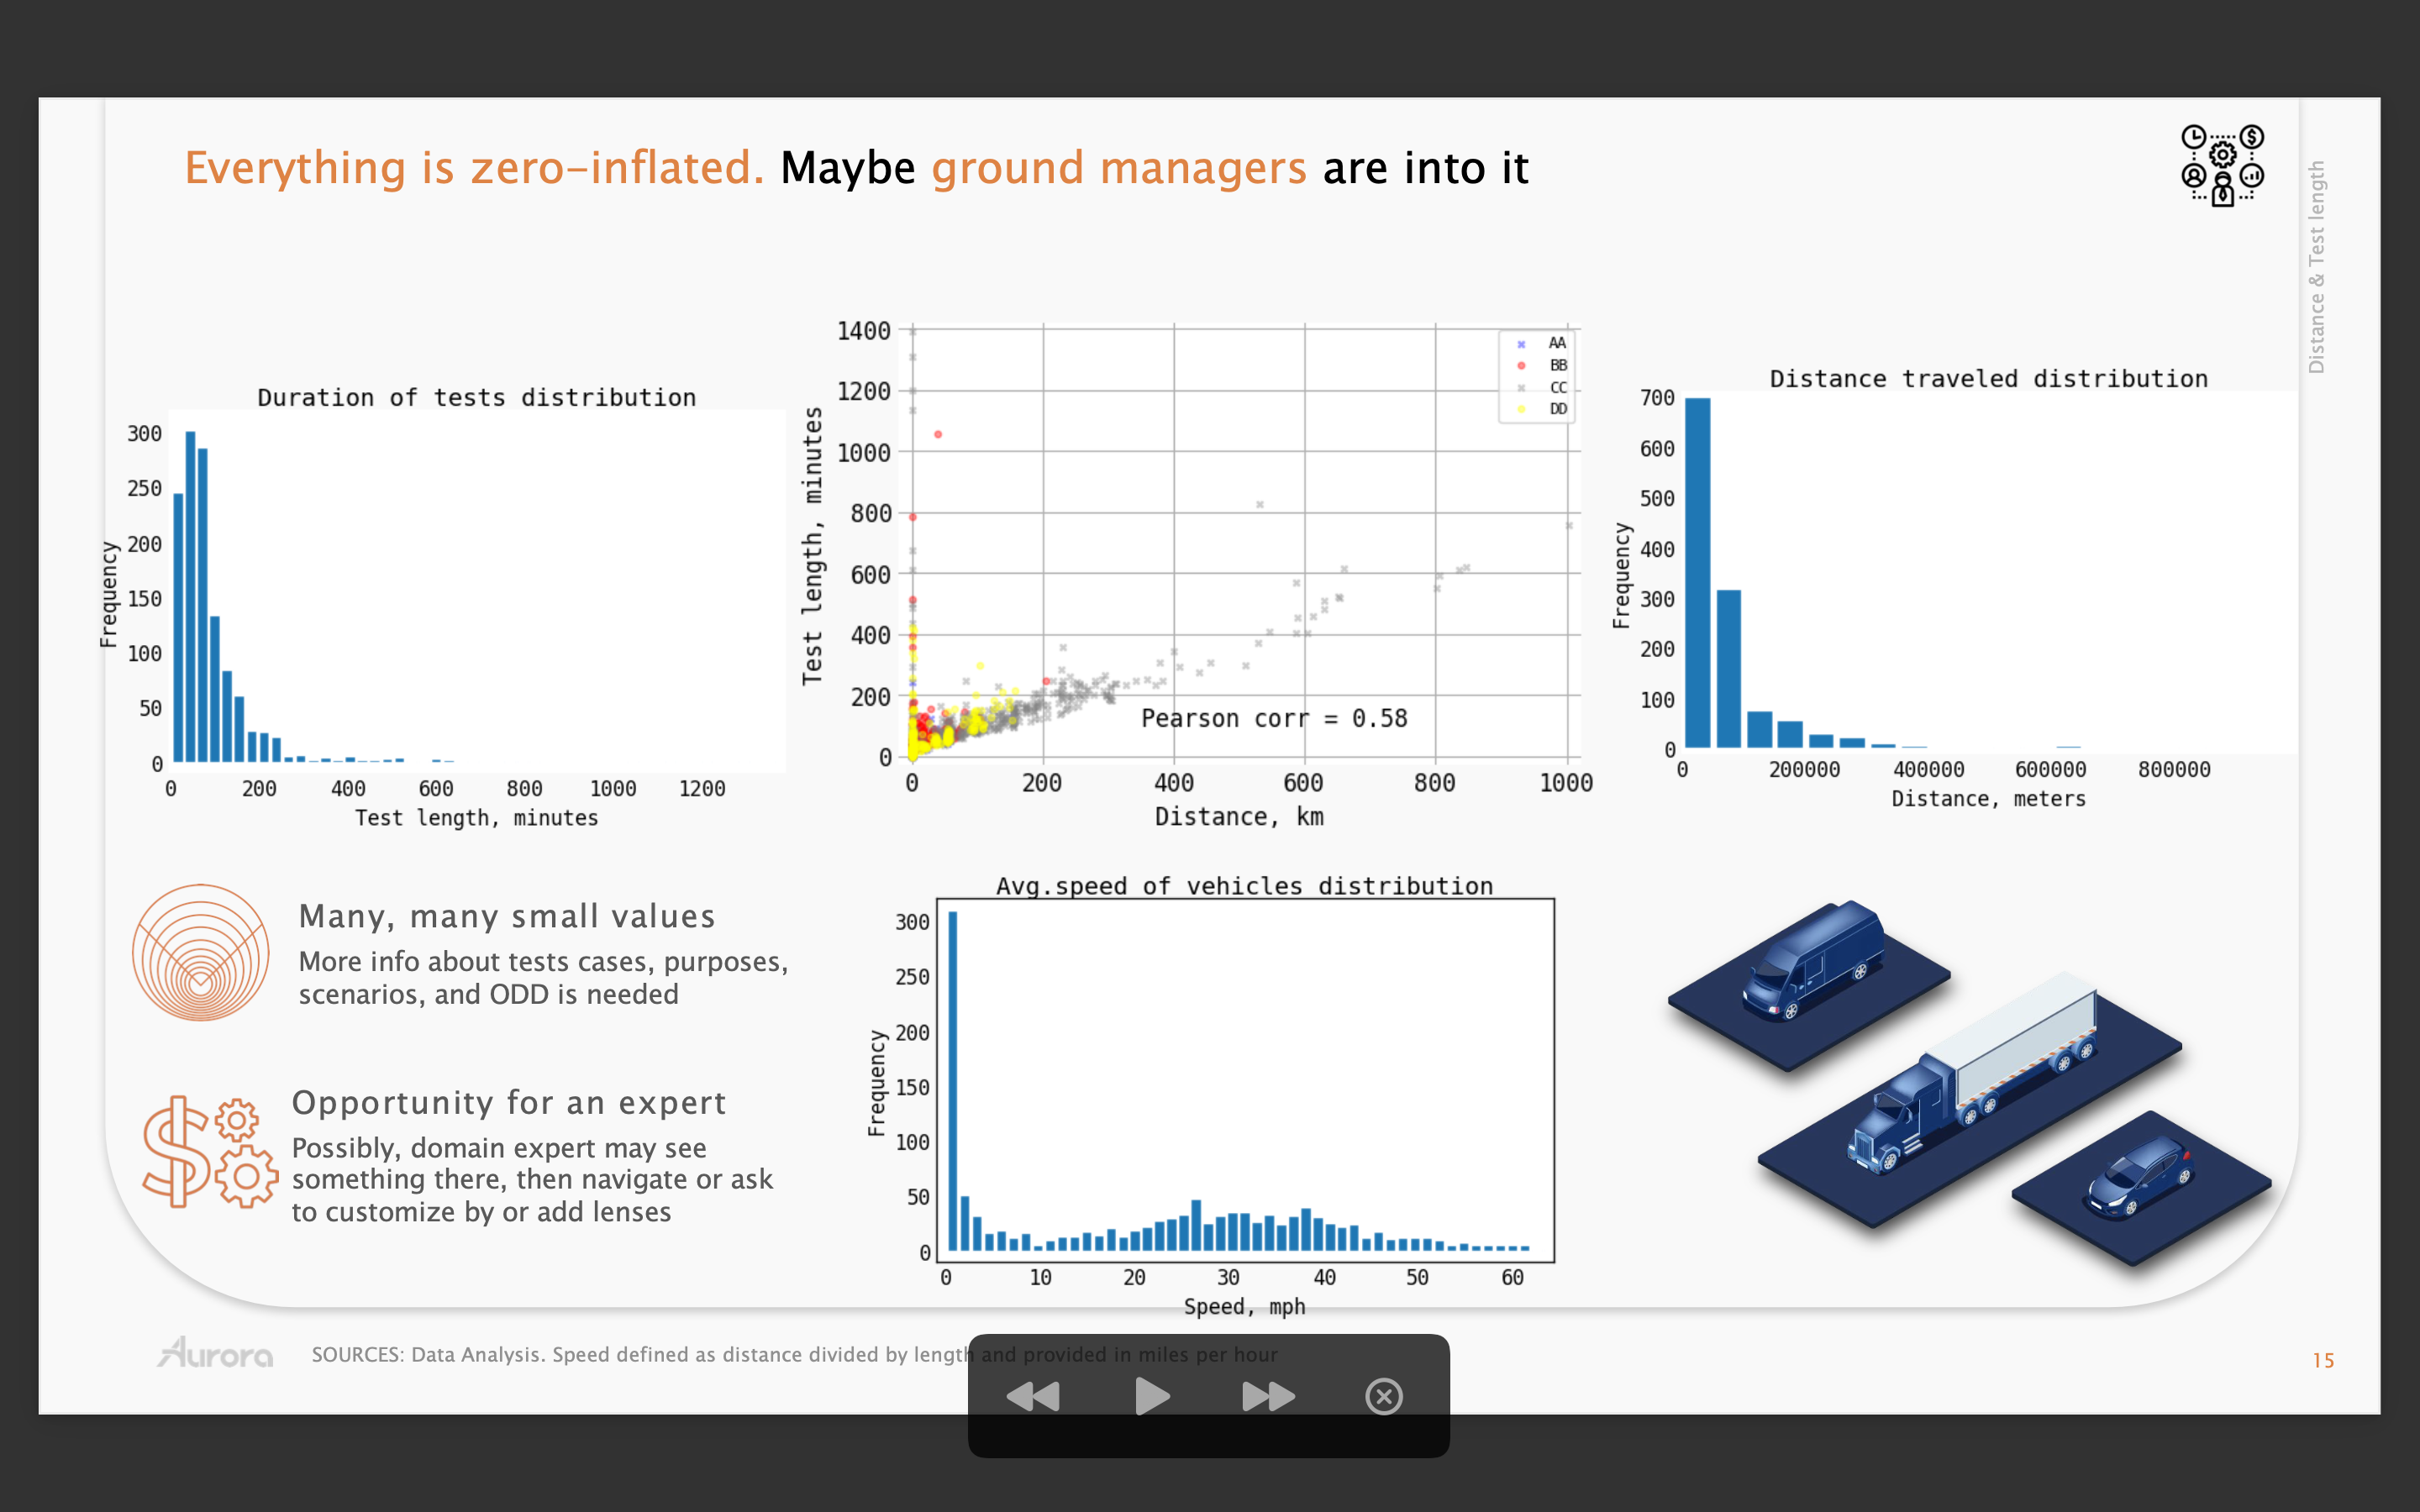 Everything is zero-inflated. Maybe ground managers are into it
Distance & Test length
Duration of tests distribution
300
250
200
150
100
50
0
Frequency
0 200 400 600 800 1000 1200
Test length, minutes
1400
1200
1000
800
600
400
200
0
Test length, minutes
AA
BB
CC
DD
Pearson corr = 0.58
0 200 400 600 800 1000
Distance, km
Distance traveled distribution
700
600
500
400
300
200
100
0
Frequency
0 200000 400000 600000 800000
Distance, meters
Many, many small values
More info about tests cases, purposes,
scenarios, and ODD is needed
Opportunity for an expert
Possibly, domain expert may see
something there, then navigate or ask
to customize by or add lenses
Avg.speed of vehicles distribution
300
250
200
150
100
50
0
Frequency
0 10 20 30 40 50 60
Speed, mph
Aurora
SOURCES: Data Analysis. Speed defined as distance divided by length and provided in miles per hour
15